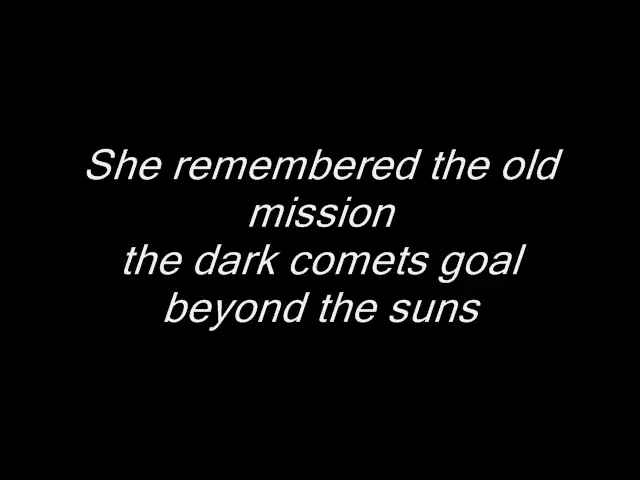 She remembered the old
mission
the dark comets goal
beyond the suns